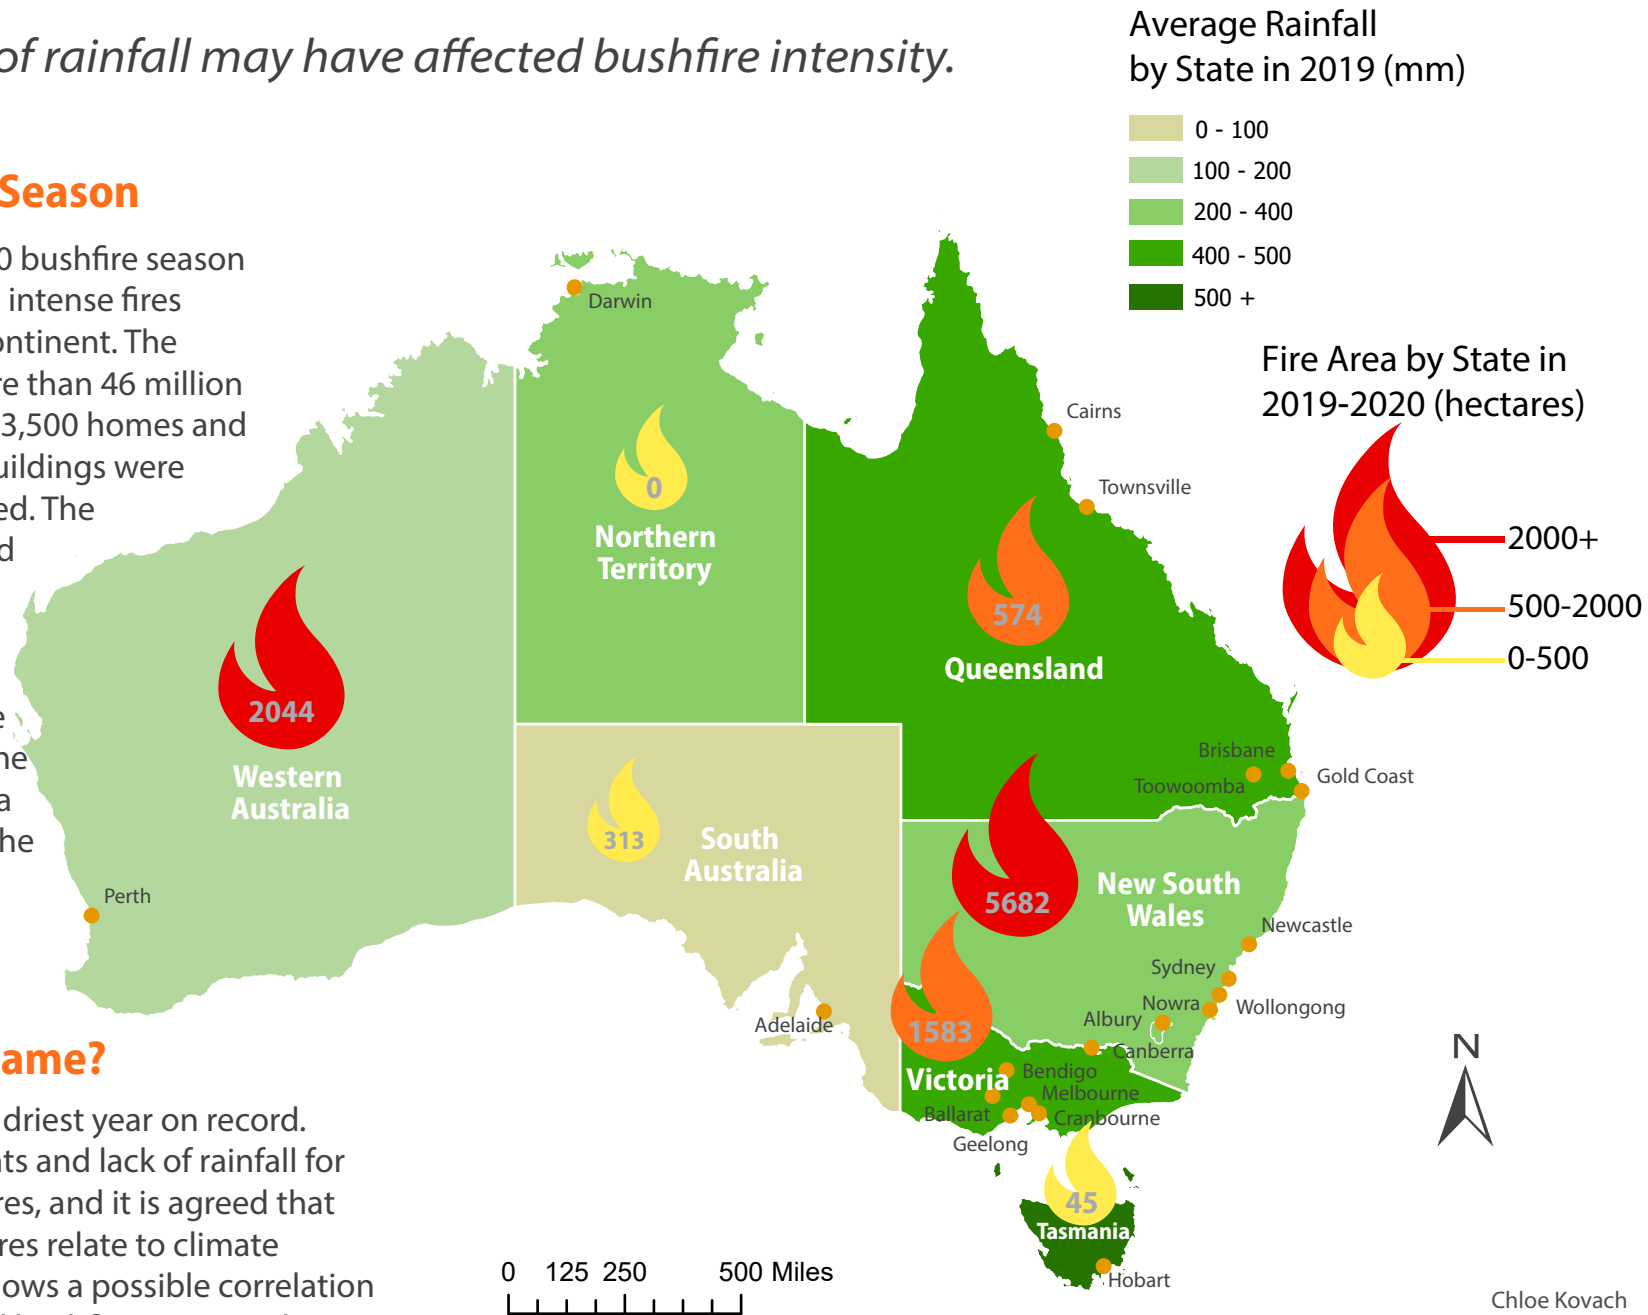 of rainfall may have affected bushfire intensity.
Season
0 bushfire season
intense fires
ontinent. The
re than 46 million
3,500 homes and
uildings were
ed. The
d
e
ne
a
he
ame?
driest year on record.
ts and lack of rainfall for
res, and it is agreed that
res relate to climate
ows a possible correlation
Average Rainfall
by State in 2019 (mm)
0 - 100
100 - 200
200 - 400
400 - 500
500 +
Fire Area by State in
2019-2020 (hectares)
2000+
500-2000
0-500
Darwin
Cairns
Townsville
0
Northern
Territory
574
Queensland
2044
Western
Australia
313
South
Australia
Brisbane
Toowoomba
Gold Coast
5682
New South
Wales
Perth
Newcastle
Sydney
Nowra
Wollongong
Albury
Canberra
Adelaide
1583
Victoria
Bendigo
Melbourne
Ballarat
Cranbourne
Geelong
45
Tasmania
Hobart
N
0 125 250 500 Miles
Chloe Kovach